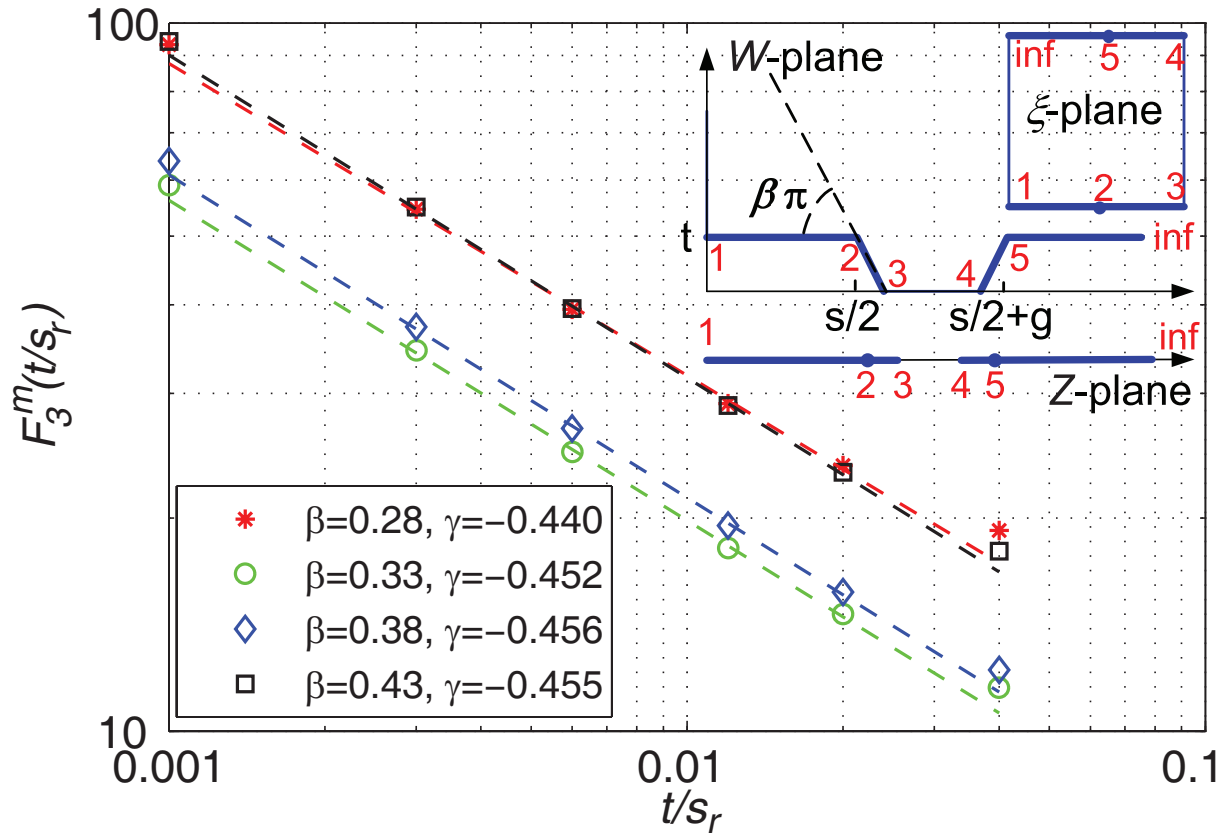 100
10
F₃ᵐ(t/sᵣ)
0.001
0.01
0.1
t/sᵣ
β=0.28, γ=−0.440
β=0.33, γ=−0.452
β=0.38, γ=−0.456
β=0.43, γ=−0.455
W-plane
βπ
t
1
2
3
4
5
inf
s/2
s/2+g
inf
5
4
ξ-plane
1
2
3
1
2
3
4
5
inf
Z-plane